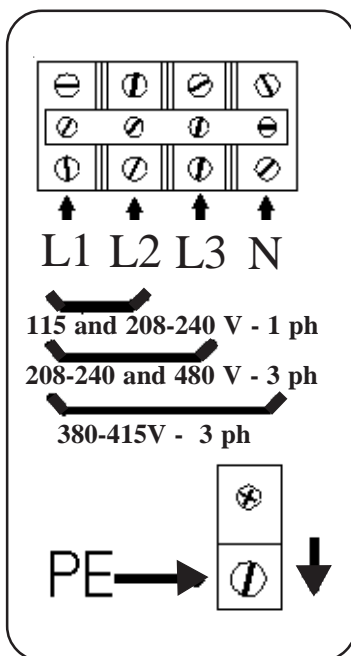 L1 L2 L3 N
115 and 208-240 V - 1 ph
208-240 and 480 V - 3 ph
380-415V - 3 ph
PE